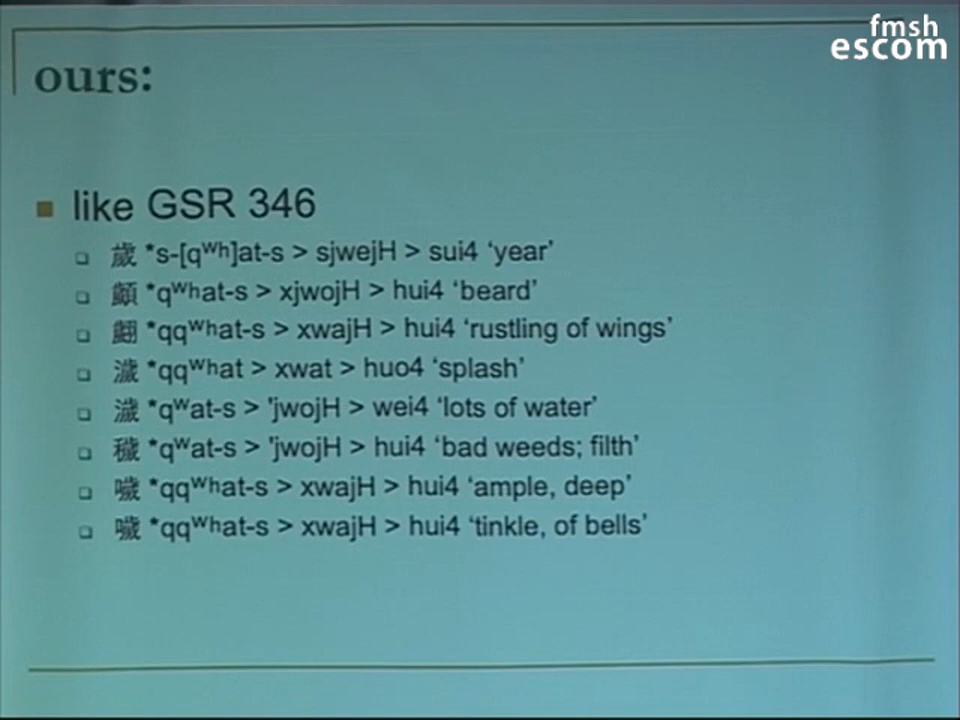 fmsh
escom
ours:
like GSR 346
歲 *s-[qʷʰ]at-s > sjwejH > sui4 ‘year’
*qʷʰat-s > xjwojH > hui4 ‘beard’
翽 *qqʷʰat-s > xwajH > hui4 ‘rustling of wings’
濊 *qqʷʰat > xwat > huo4 ‘splash’
濊 *qʷat-s > 'jwojH > wei4 ‘lots of water’
穢 *qʷat-s > 'jwojH > hui4 ‘bad weeds; filth’
噦 *qqʷʰat-s > xwajH > hui4 ‘ample, deep’
噦 *qqʷʰat-s > xwajH > hui4 ‘tinkle, of bells’